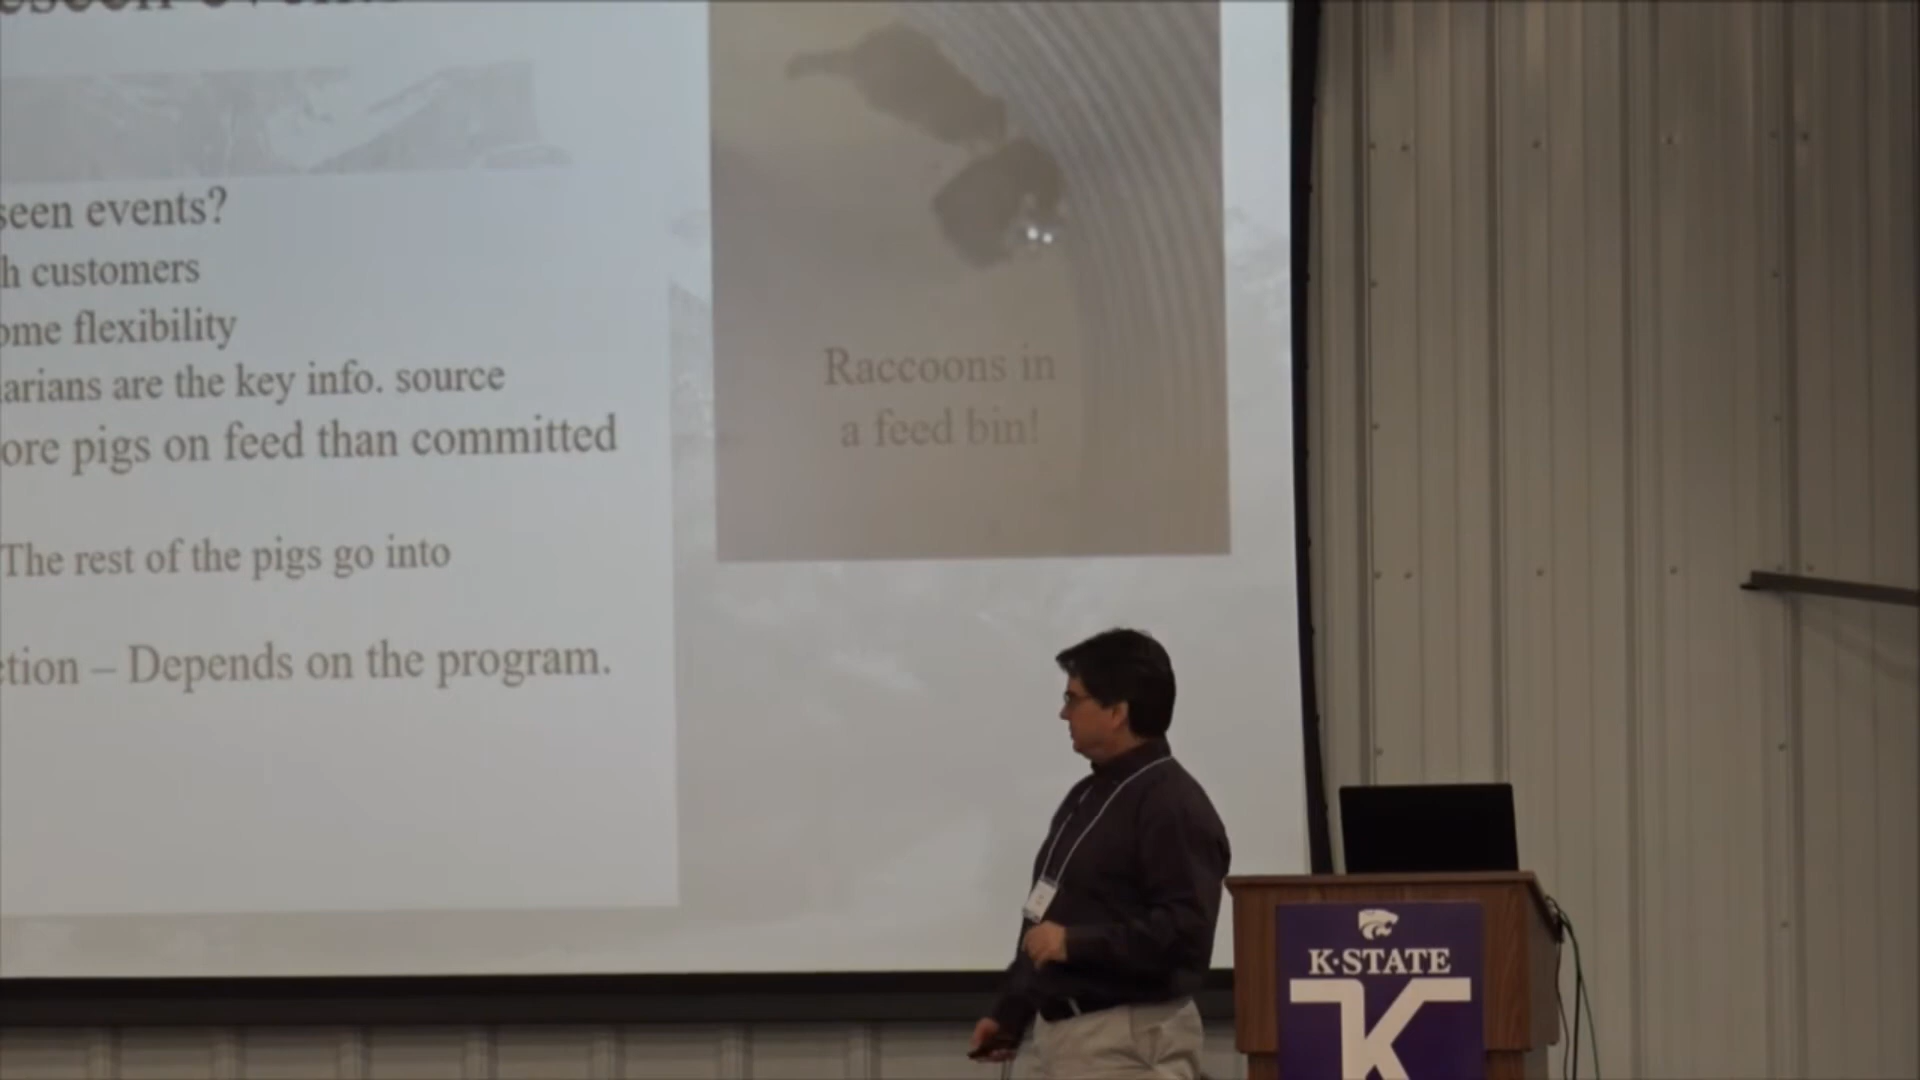 seen events?
h customers
ome flexibility
arians are the key info. source
ore pigs on feed than committed
The rest of the pigs go into
ction – Depends on the program.
Raccoons in
a feed bin!
K·STATE
K